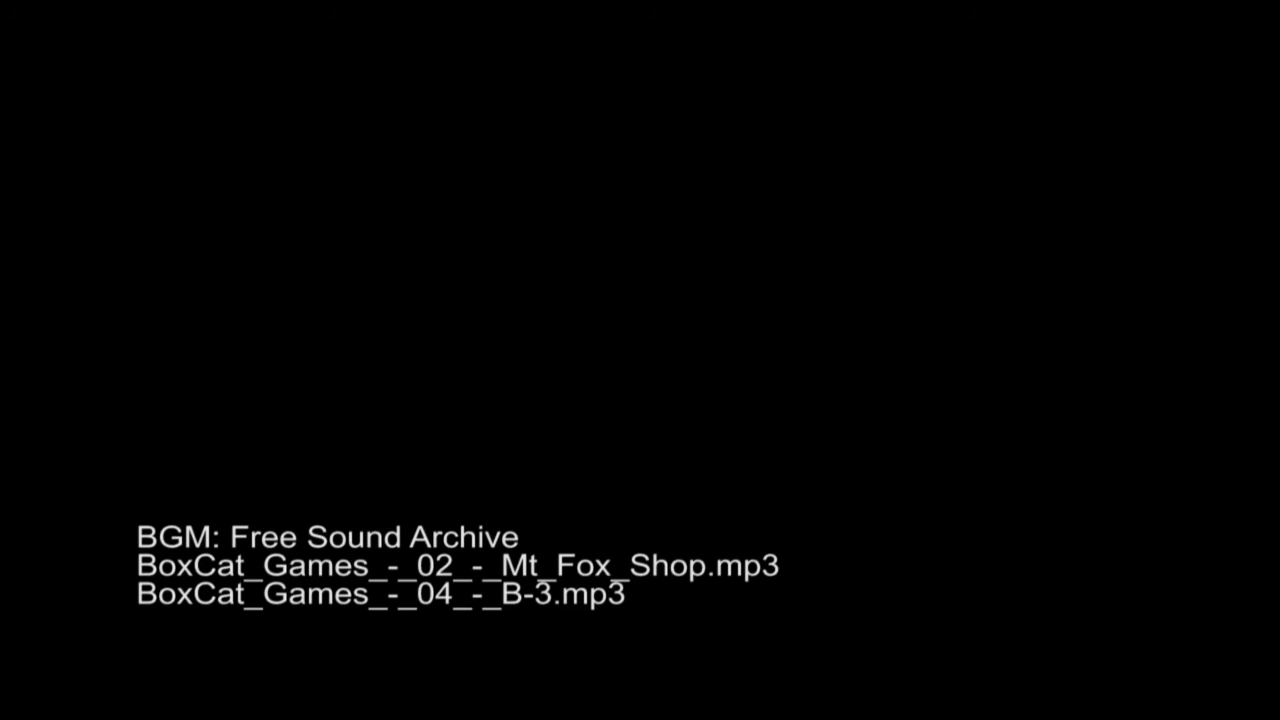 BGM: Free Sound Archive
BoxCat_Games_-_02_-_Mt_Fox_Shop.mp3
BoxCat_Games_-_04_-_B-3.mp3